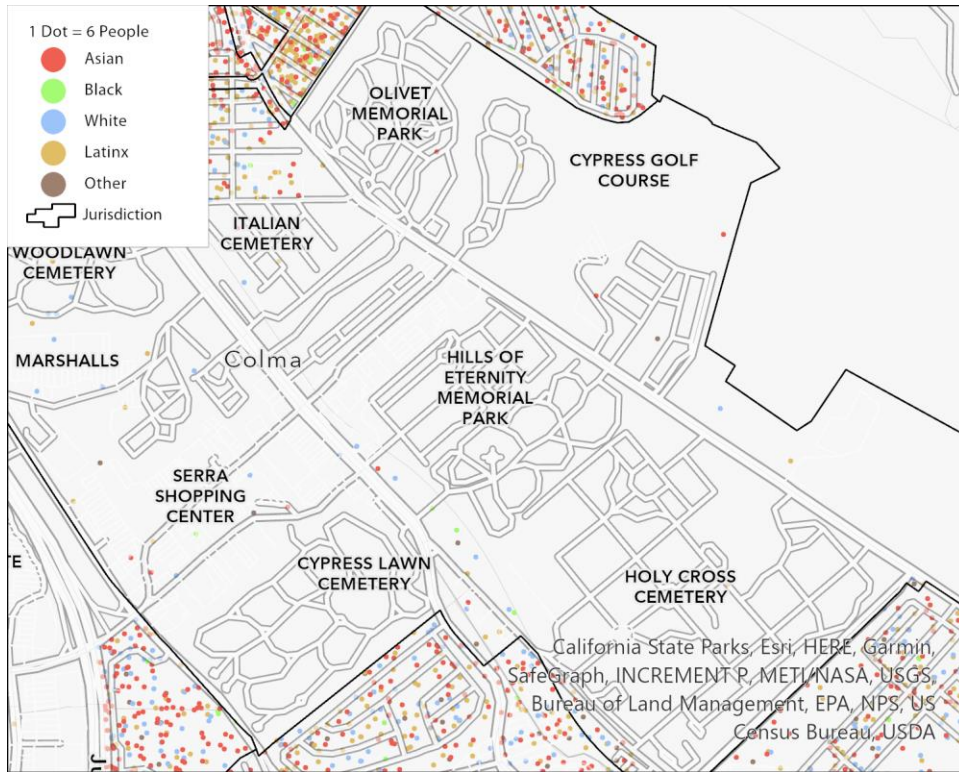 1 Dot = 6 People
Asian
Black
White
Latinx
Other
Jurisdiction
OLIVET
MEMORIAL
PARK
CYPRESS GOLF
COURSE
ITALIAN
CEMETERY
WOODLAWN
CEMETERY
MARSHALLS
Colma
HILLS OF
ETERNITY
MEMORIAL
PARK
SERRA
SHOPPING
CENTER
CYPRESS LAWN
CEMETERY
HOLY CROSS
CEMETERY
TE
California State Parks, Esri, HERE, Garmin,
SafeGraph, INCREMENT P, METI/NASA, USGS,
Bureau of Land Management, EPA, NPS, US
Census Bureau, USDA